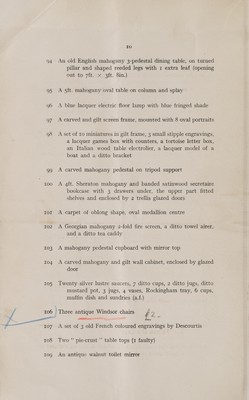 10
94 An old English mahogany 3-pedestal dining table, on turned
pillar and shaped reeded legs with 1 extra leaf (opening
out to 7ft. × 3ft. 8in.)
95 A 5ft. mahogany oval table on column and splay
96 A blue lacquer electric floor lamp with blue fringed shade
97 A carved and gilt screen frame, mounted with 8 oval portraits
98 A set of 10 miniatures in gilt frame, 3 small stipple engravings,
a lacquer games box with counters, a tortoise letter box,
an Italian wood table electrolier, a lacquer model of a
boat and a ditto bracket
99 A carved mahogany pedestal on tripod support
100 A 4ft. Sheraton mahogany and banded satinwood secretaire
bookcase with 3 drawers under, the upper part fitted
shelves and enclosed by 2 trellis glazed doors
101 A carpet of oblong shape, oval medallion centre
102 A Georgian mahogany 2-fold fire screen, a ditto towel airer,
and a ditto tea caddy
103 A mahogany pedestal cupboard with mirror top
104 A carved mahogany and gilt wall cabinet, enclosed by glazed
door
105 Twenty silver lustre saucers, 7 ditto cups, 4 ditto jugs, ditto
mustard pot, 3 jugs, 4 vases, Rockingham tray, 6 cups,
muffin dish and sundries (a.f.)
106 Three antique Windsor chairs £2
107 A set of 3 old French coloured engravings by Descourtis
108 Two "pie-crust" table tops (1 faulty)
109 An antique walnut toilet mirror